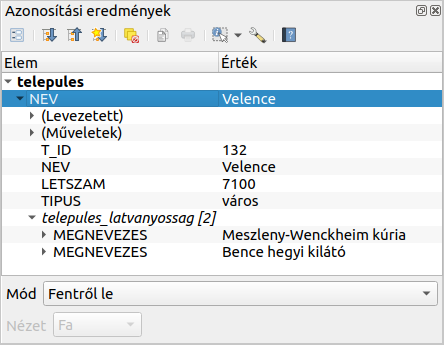 Azonosítási eredmények
Elem Érték
telepules
NEV Velence
(Levezetett)
(Műveletek)
T_ID 132
NEV Velence
LETSZAM 7100
TIPUS város
telepules_latvanyossag [2]
MEGNEVEZES Meszleny-Wenckheim kúria
MEGNEVEZES Bence hegyi kilátó
Mód Fentről le
Nézet Fa